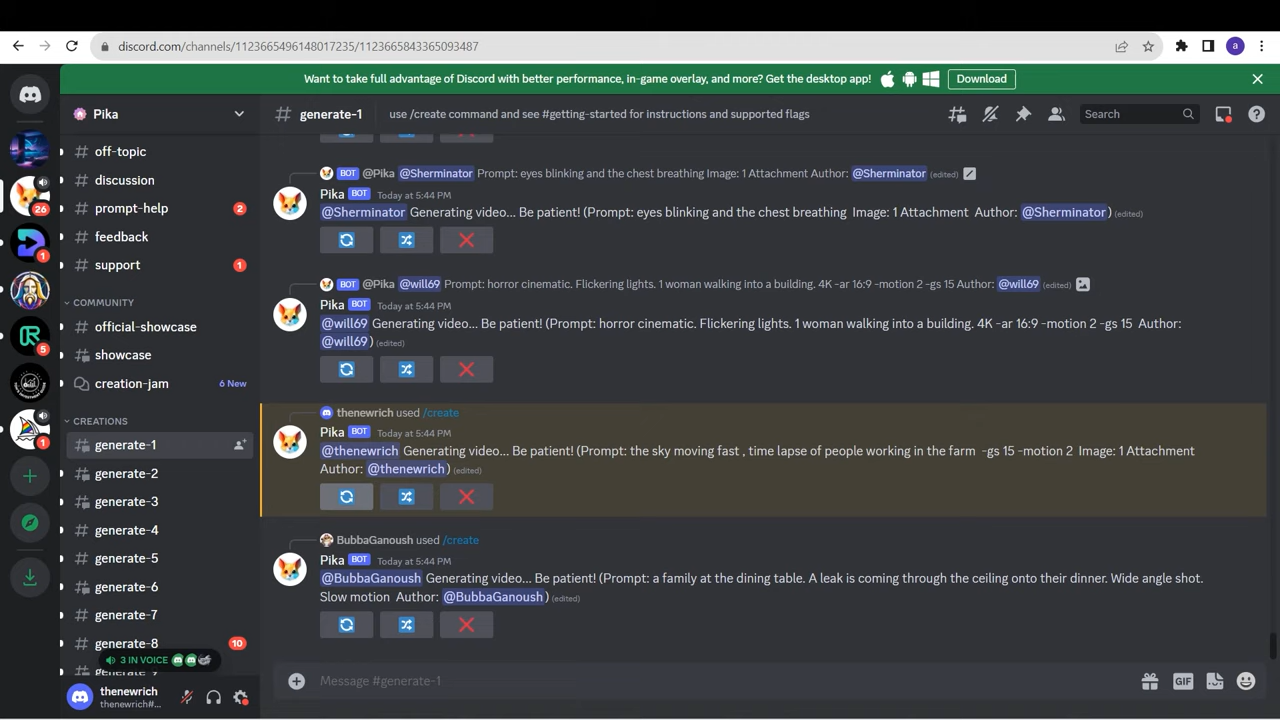 discord.com/channels/1123665496148017235/1123665843365093487
a
Want to take full advantage of Discord with better performance, in-game overlay, and more? Get the desktop app!
Download
Pika
generate-1
use /create command and see #getting-started for instructions and supported flags
Search
26
1
5
1
off-topic
discussion
prompt-help 2
feedback
support 1
COMMUNITY
official-showcase
showcase
creation-jam 6 New
CREATIONS
generate-1
generate-2
generate-3
generate-4
generate-5
generate-6
generate-7
generate-8 10
3 IN VOICE
thenewrich
thenewrich#...
BOT @Pika @Sherminator Prompt: eyes blinking and the chest breathing Image: 1 Attachment Author: @Sherminator (edited)
Pika BOT Today at 5:44 PM
@Sherminator Generating video... Be patient! (Prompt: eyes blinking and the chest breathing Image: 1 Attachment Author: @Sherminator) (edited)
BOT @Pika @will69 Prompt: horror cinematic. Flickering lights. 1 woman walking into a building. 4K -ar 16:9 -motion 2 -gs 15 Author: @will69 (edited)
Pika BOT Today at 5:44 PM
@will69 Generating video... Be patient! (Prompt: horror cinematic. Flickering lights. 1 woman walking into a building. 4K -ar 16:9 -motion 2 -gs 15 Author:
@will69) (edited)
thenewrich used /create
Pika BOT Today at 5:44 PM
@thenewrich Generating video... Be patient! (Prompt: the sky moving fast , time lapse of people working in the farm -gs 15 -motion 2 Image: 1 Attachment
Author: @thenewrich) (edited)
BubbaGanoush used /create
Pika BOT Today at 5:44 PM
@BubbaGanoush Generating video... Be patient! (Prompt: a family at the dining table. A leak is coming through the ceiling onto their dinner. Wide angle shot.
Slow motion Author: @BubbaGanoush) (edited)
Message #generate-1
GIF